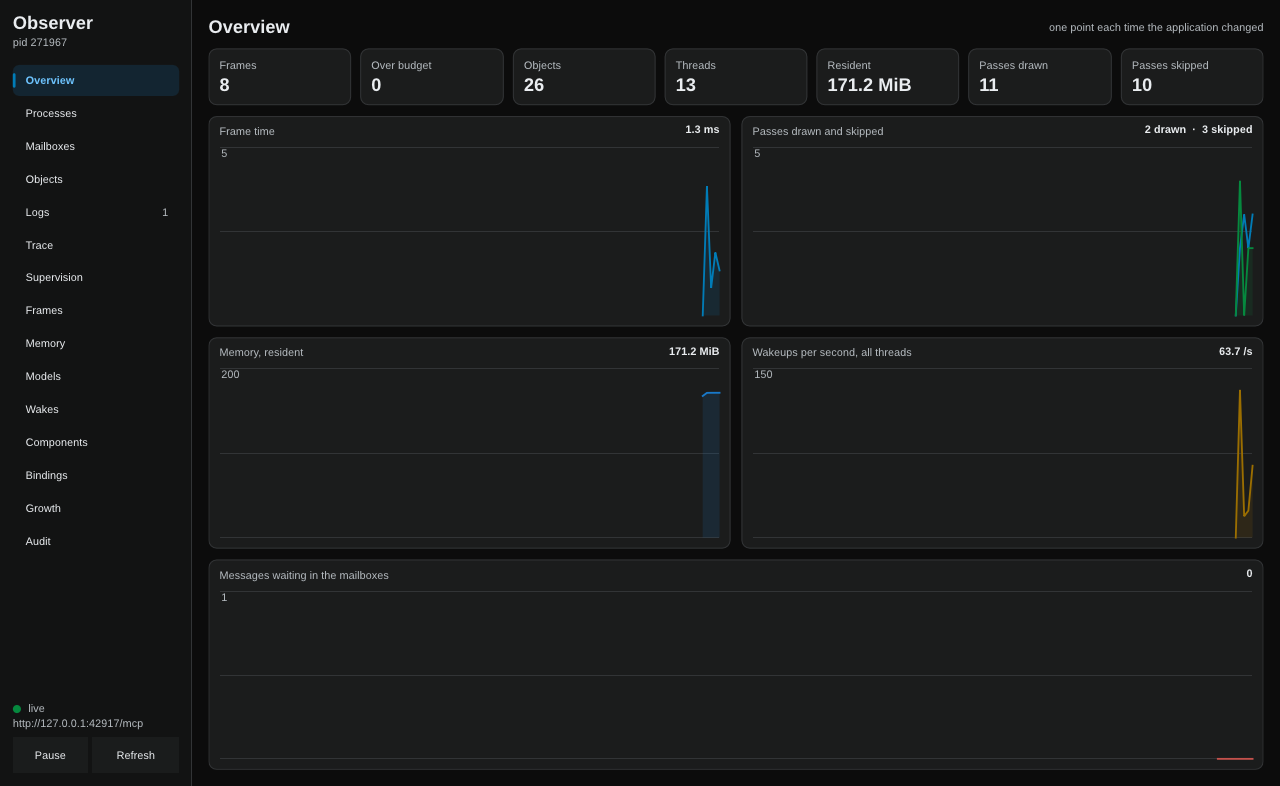 Observer
pid 271967
Overview
Processes
Mailboxes
Objects
Logs 1
Trace
Supervision
Frames
Memory
Models
Wakes
Components
Bindings
Growth
Audit
live
http://127.0.0.1:42917/mcp
Pause Refresh
Overview one point each time the application changed
Frames Over budget Objects Threads Resident Passes drawn Passes skipped
8 0 26 13 171.2 MiB 11 10
Frame time 1.3 ms
5
Passes drawn and skipped 2 drawn · 3 skipped
5
Memory, resident 171.2 MiB
200
Wakeups per second, all threads 63.7 /s
150
Messages waiting in the mailboxes 0
1